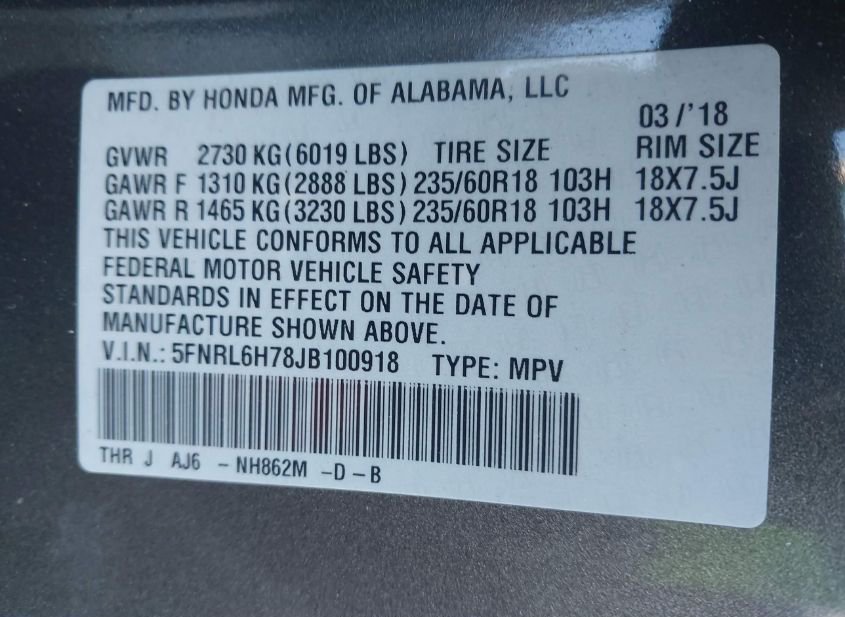 MFD. BY HONDA MFG. OF ALABAMA, LLC
03 /'18
GVWR 2730 KG(6019 LBS) TIRE SIZE RIM SIZE
GAWR F 1310 KG(2888 LBS) 235/60R18 103H 18X7.5J
GAWR R 1465 KG(3230 LBS) 235/60R18 103H 18X7.5J
THIS VEHICLE CONFORMS TO ALL APPLICABLE
FEDERAL MOTOR VEHICLE SAFETY
STANDARDS IN EFFECT ON THE DATE OF
MANUFACTURE SHOWN ABOVE.
V.I.N.: 5FNRL6H78JB100918 TYPE: MPV
THR J AJ6 - NH862M -D - B